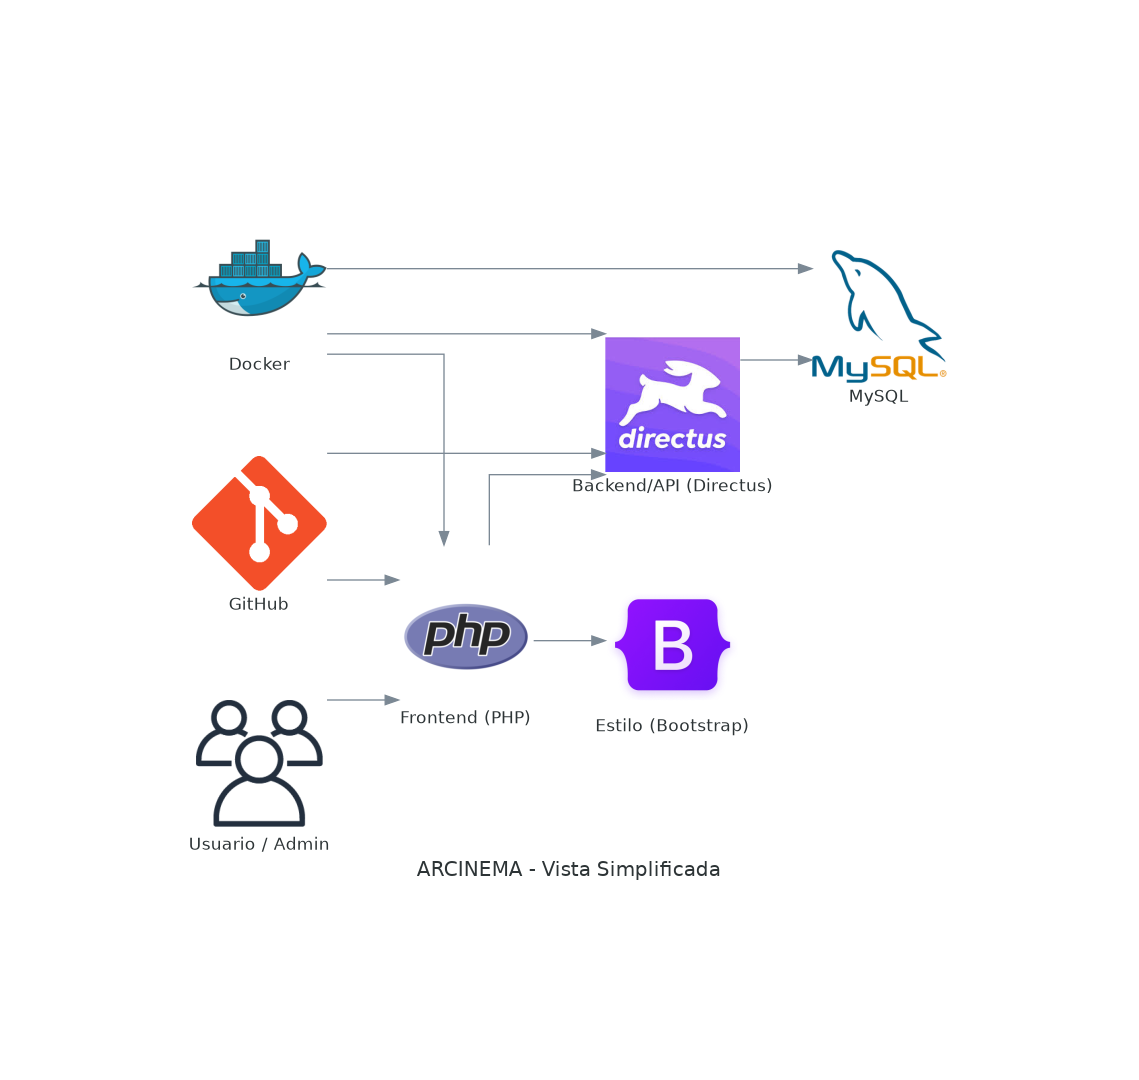 Docker
directus
MySQL®
MySQL
Backend/API (Directus)
GitHub
php
B
Frontend (PHP)
Estilo (Bootstrap)
Usuario / Admin
ARCINEMA - Vista Simplificada